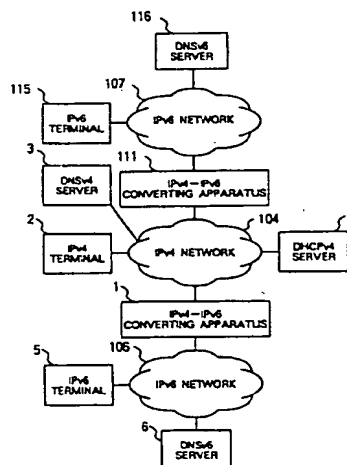 116
DNSv6
SERVER
107
115
IPv6
TERMINAL
IPv6 NETWORK
3
111
DNSv4
SERVER
IPv4-IPv6
CONVERTING APPARATUS
104
2
IPv4
TERMINAL
IPv4 NETWORK
DHCPv4
SERVER
1
IPv4-IPv6
CONVERTING APPARATUS
106
5
IPv6
TERMINAL
IPv6 NETWORK
6
DNSv6
SERVER